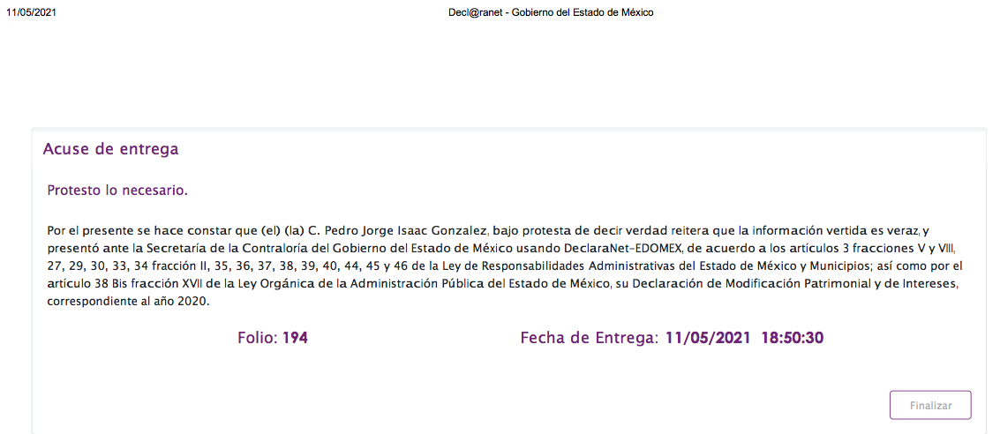 11/05/2021
Decl@ranet - Gobierno del Estado de México
Acuse de entrega
Protesto lo necesario.
Por el presente se hace constar que (el) (la) C. Pedro Jorge Isaac Gonzalez, bajo protesta de decir verdad reitera que la información vertida es veraz, y
presentó ante la Secretaría de la Contraloría del Gobierno del Estado de México usando DeclaraNet-EDOMEX, de acuerdo a los artículos 3 fracciones V y VIII,
27, 29, 30, 33, 34 fracción II, 35, 36, 37, 38, 39, 40, 44, 45 y 46 de la Ley de Responsabilidades Administrativas del Estado de México y Municipios; así como por el
artículo 38 Bis fracción XVII de la Ley Orgánica de la Administración Pública del Estado de México, su Declaración de Modificación Patrimonial y de Intereses,
correspondiente al año 2020.
Folio: 194
Fecha de Entrega: 11/05/2021 18:50:30
Finalizar